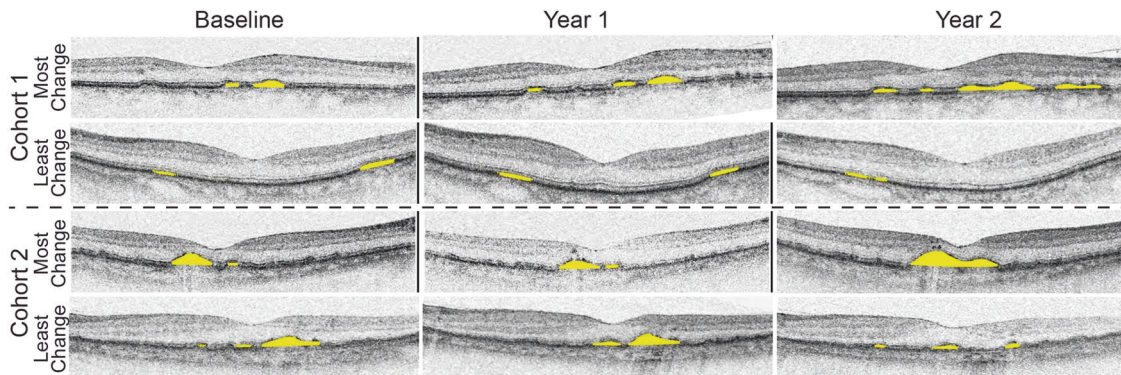 Baseline Year 1 Year 2
Cohort 1
Most
Change
Least
Change
Cohort 2
Most
Change
Least
Change